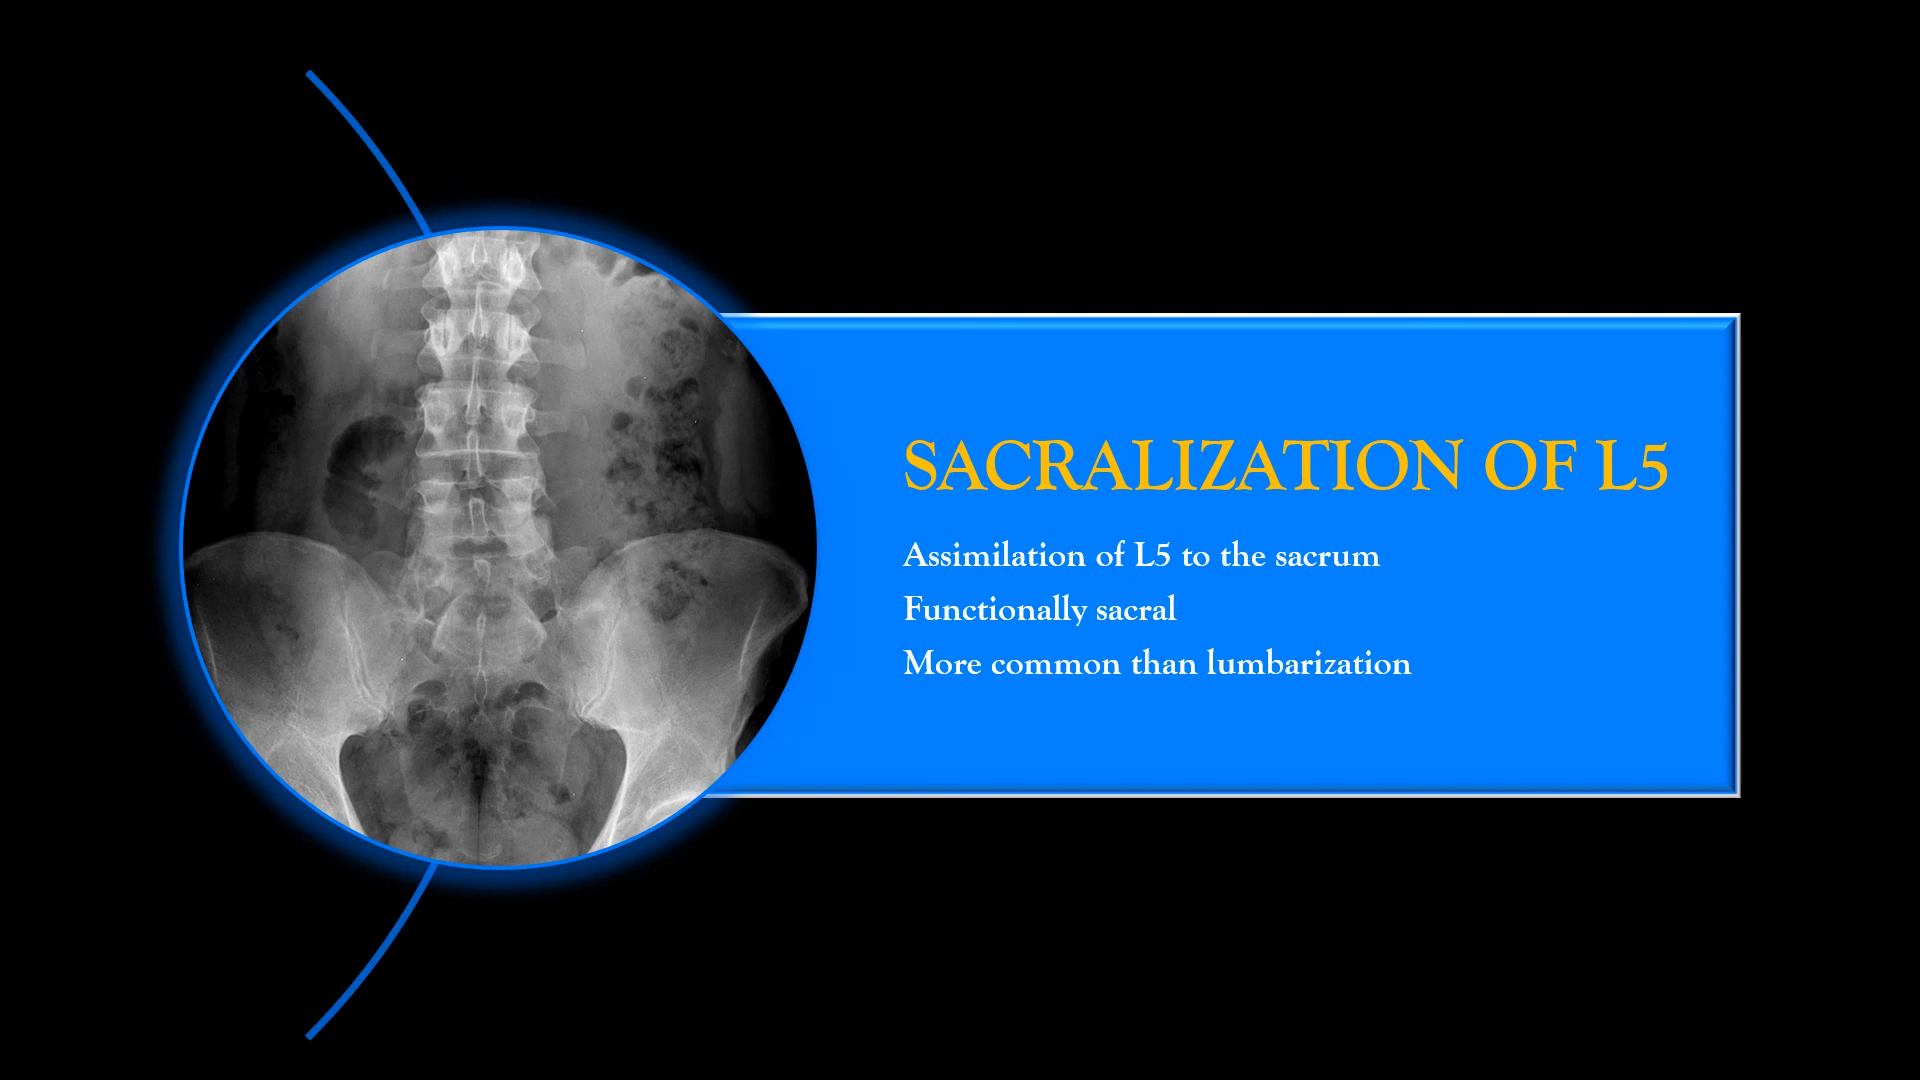 SACRALIZATION OF L5
Assimilation of L5 to the sacrum
Functionally sacral
More common than lumbarization